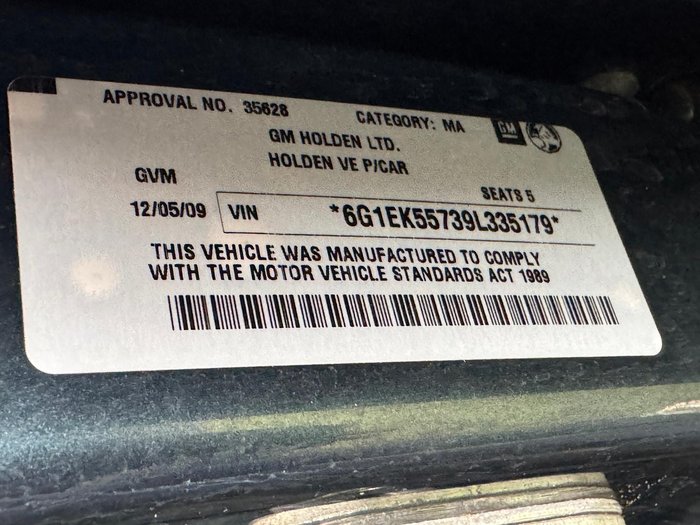 APPROVAL NO. 35628 CATEGORY: MA GM
GM HOLDEN LTD.
HOLDEN VE P/CAR
GVM SEATS 5
12/05/09 VIN *6G1EK55739L335179*
THIS VEHICLE WAS MANUFACTURED TO COMPLY
WITH THE MOTOR VEHICLE STANDARDS ACT 1989